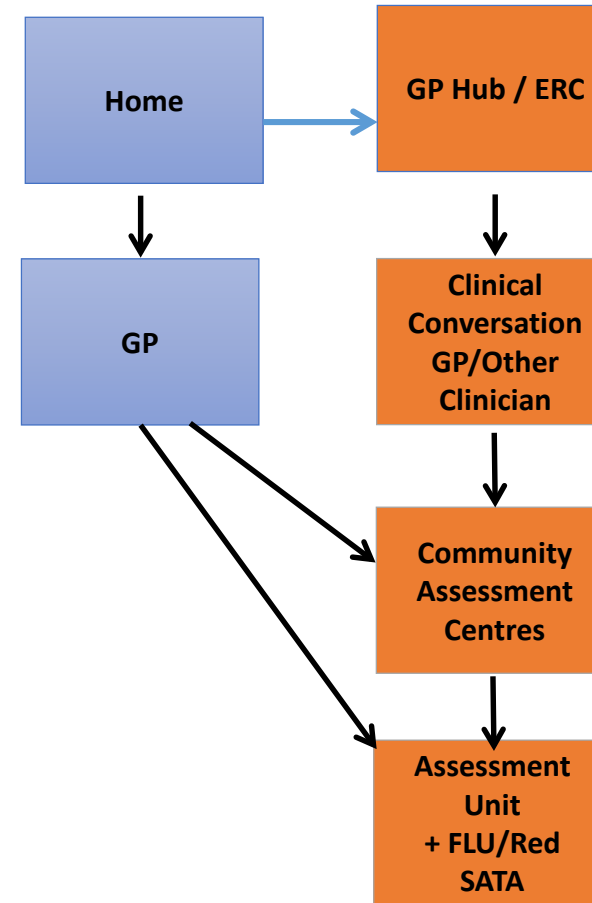 Home
GP Hub / ERC
GP
Clinical
Conversation
GP/Other
Clinician
Community
Assessment
Centres
Assessment
Unit
+ FLU/Red
SATA